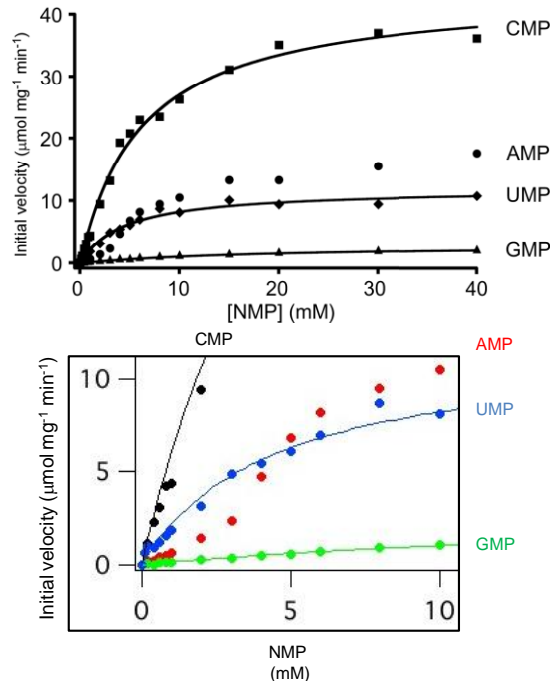 Initial velocity (μmol mg⁻¹ min⁻¹)
40
30
20
10
0
0
10
20
30
40
[NMP] (mM)
CMP
AMP
UMP
GMP
Initial velocity (μmol mg⁻¹ min⁻¹)
CMP
10
5
0
0
5
10
AMP
UMP
GMP
NMP
(mM)